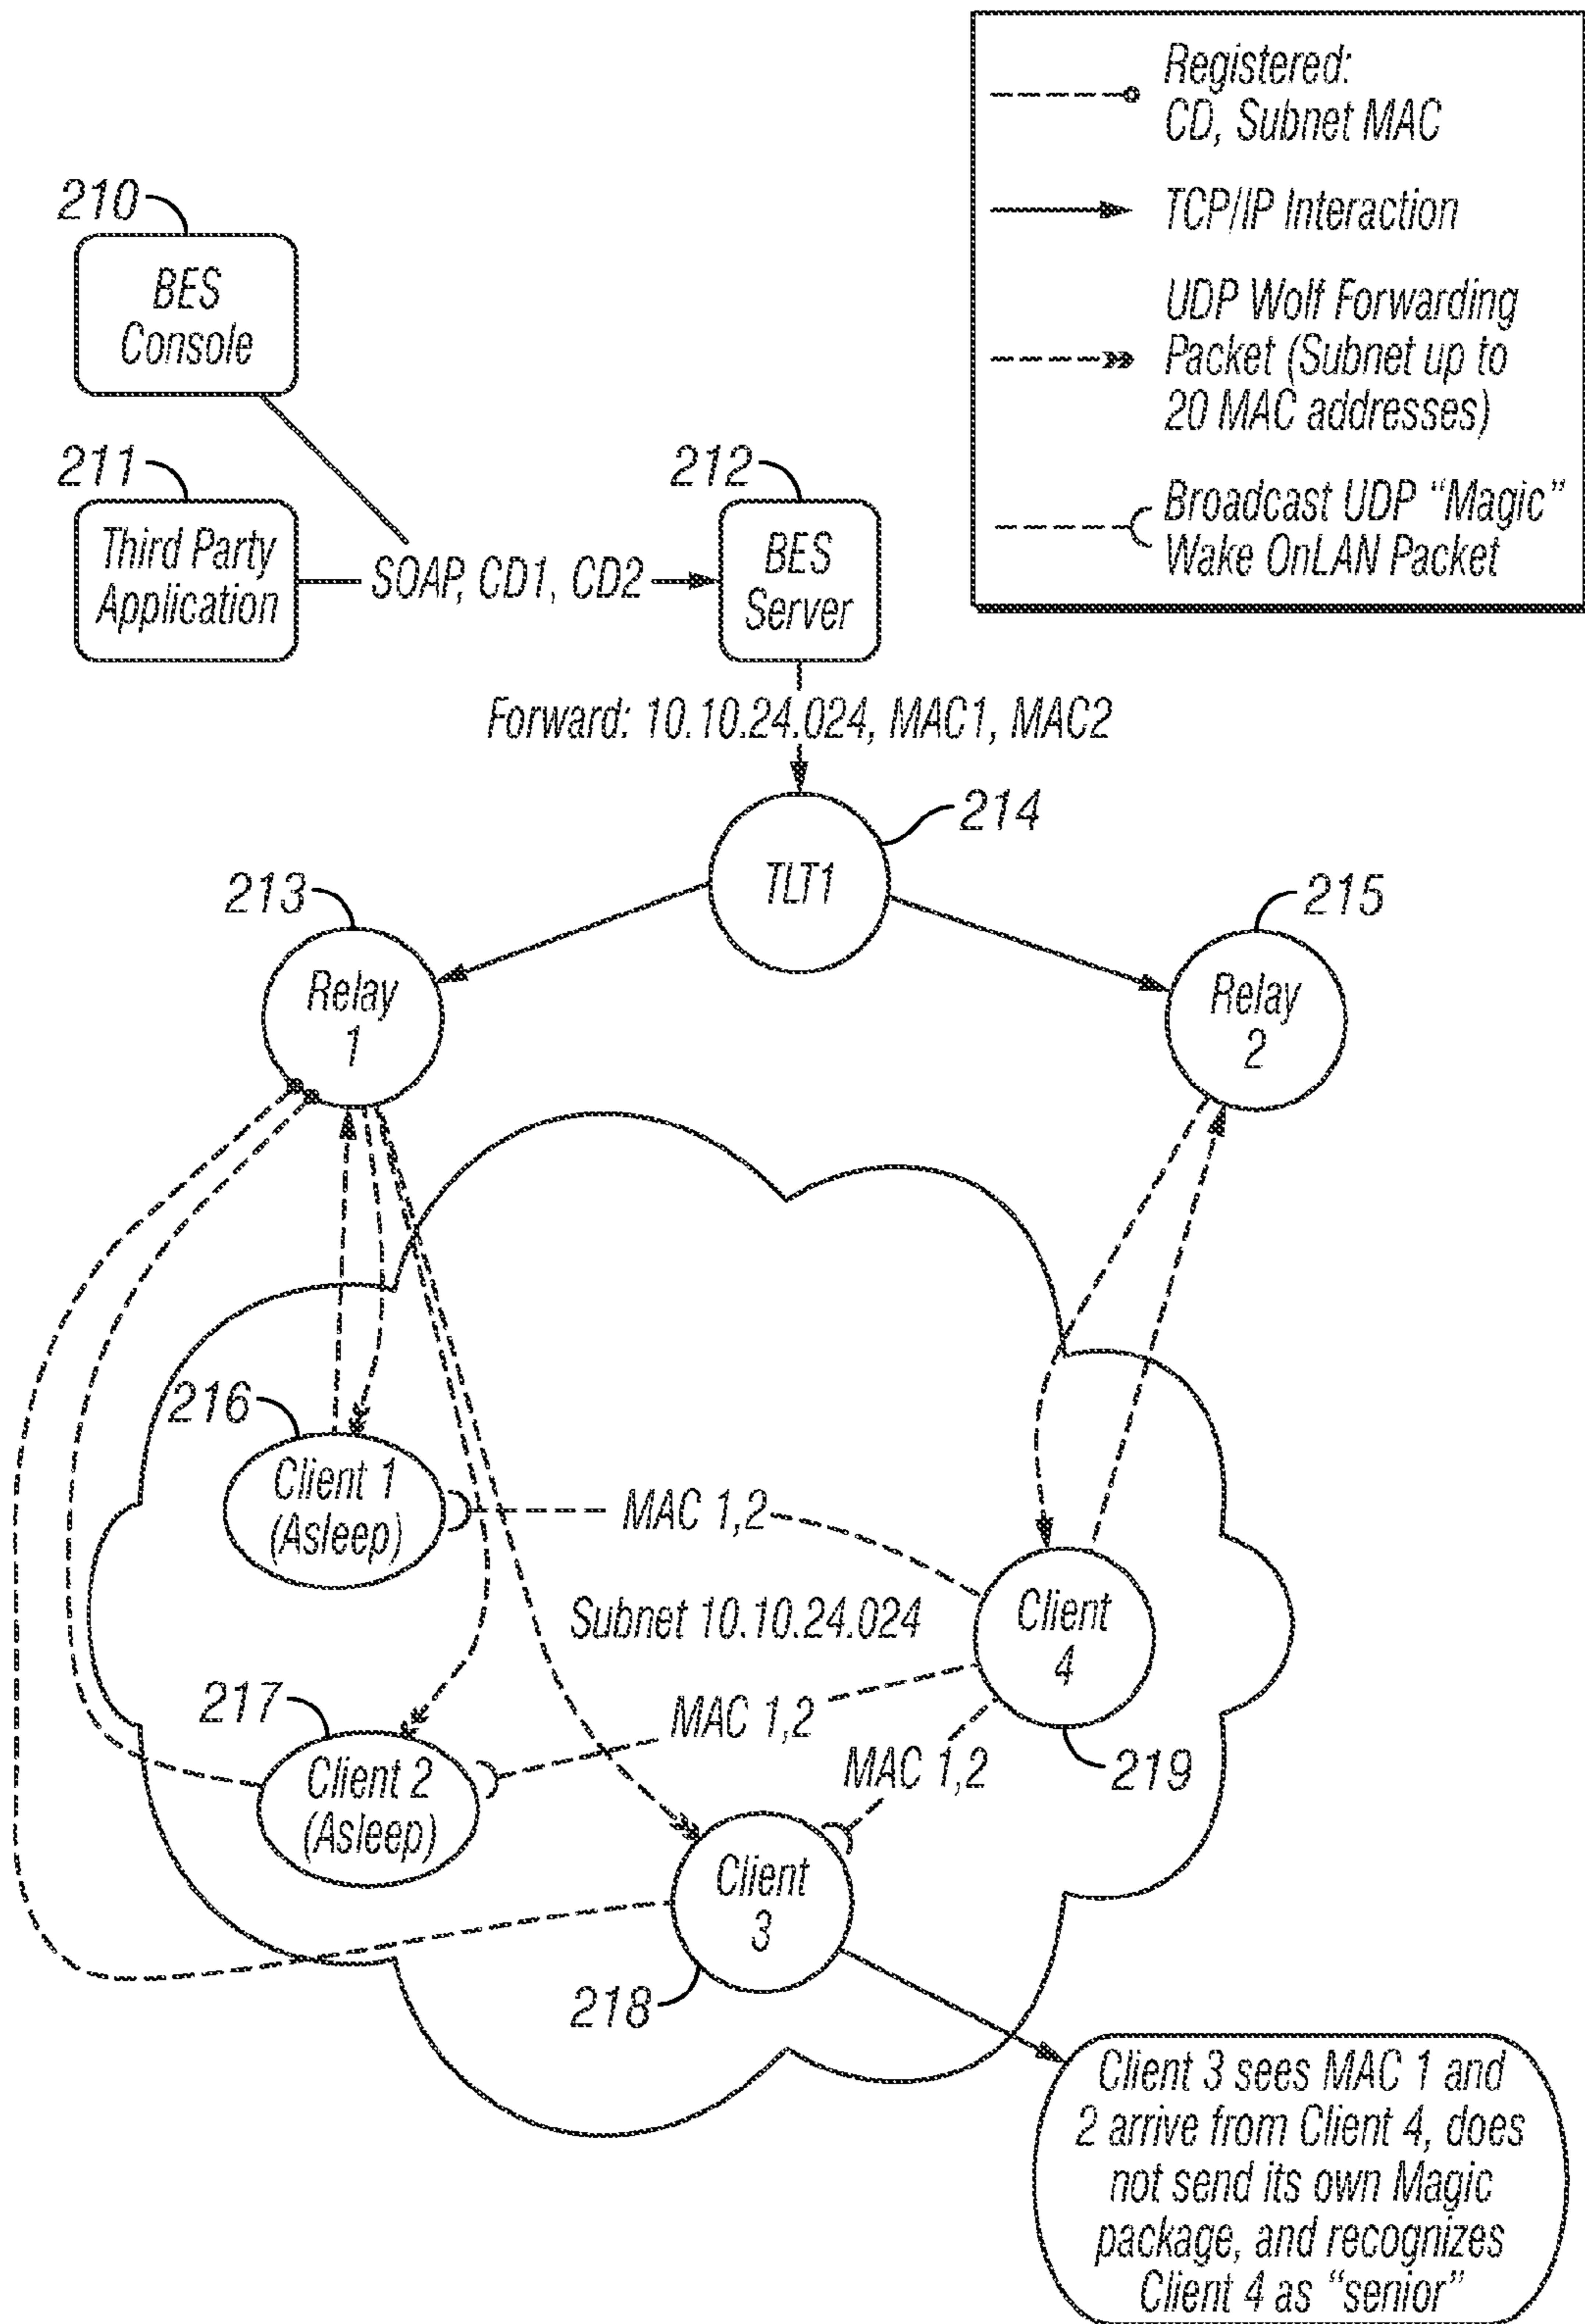 Registered:
CD, Subnet MAC
TCP/IP Interaction
UDP Wolf Forwarding
Packet (Subnet up to
20 MAC addresses)
Broadcast UDP “Magic”
Wake OnLAN Packet
210
BES
Console
211
Third Party
Application
SOAP, CD1, CD2
212
BES
Server
Forward: 10.10.24.024, MAC1, MAC2
214
TLT1
213
Relay
1
215
Relay
2
216
Client 1
(Asleep)
MAC 1,2
Subnet 10.10.24.024
Client
4
219
217
Client 2
(Asleep)
MAC 1,2
MAC 1,2
Client
3
218
Client 3 sees MAC 1 and
2 arrive from Client 4, does
not send its own Magic
package, and recognizes
Client 4 as “senior”